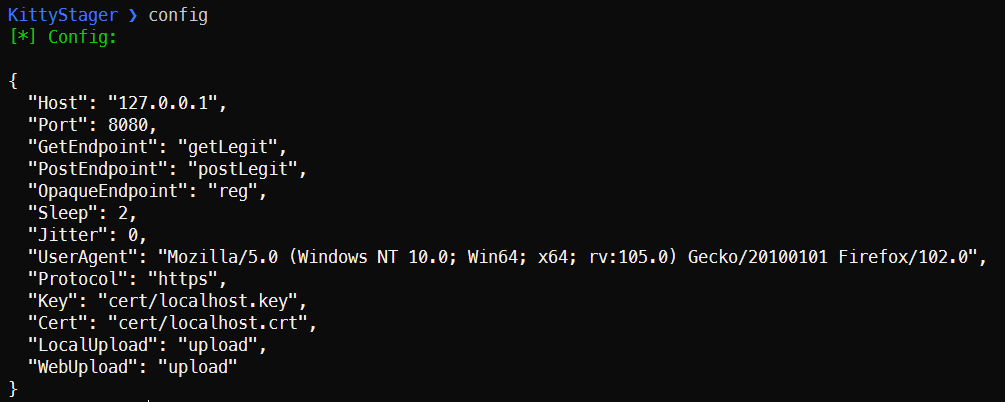 KittyStager ❯ config
[*] Config:
{
"Host": "127.0.0.1",
"Port": 8080,
"GetEndpoint": "getLegit",
"PostEndpoint": "postLegit",
"OpaqueEndpoint": "reg",
"Sleep": 2,
"Jitter": 0,
"UserAgent": "Mozilla/5.0 (Windows NT 10.0; Win64; x64; rv:105.0) Gecko/20100101 Firefox/102.0",
"Protocol": "https",
"Key": "cert/localhost.key",
"Cert": "cert/localhost.crt",
"LocalUpload": "upload",
"WebUpload": "upload"
}